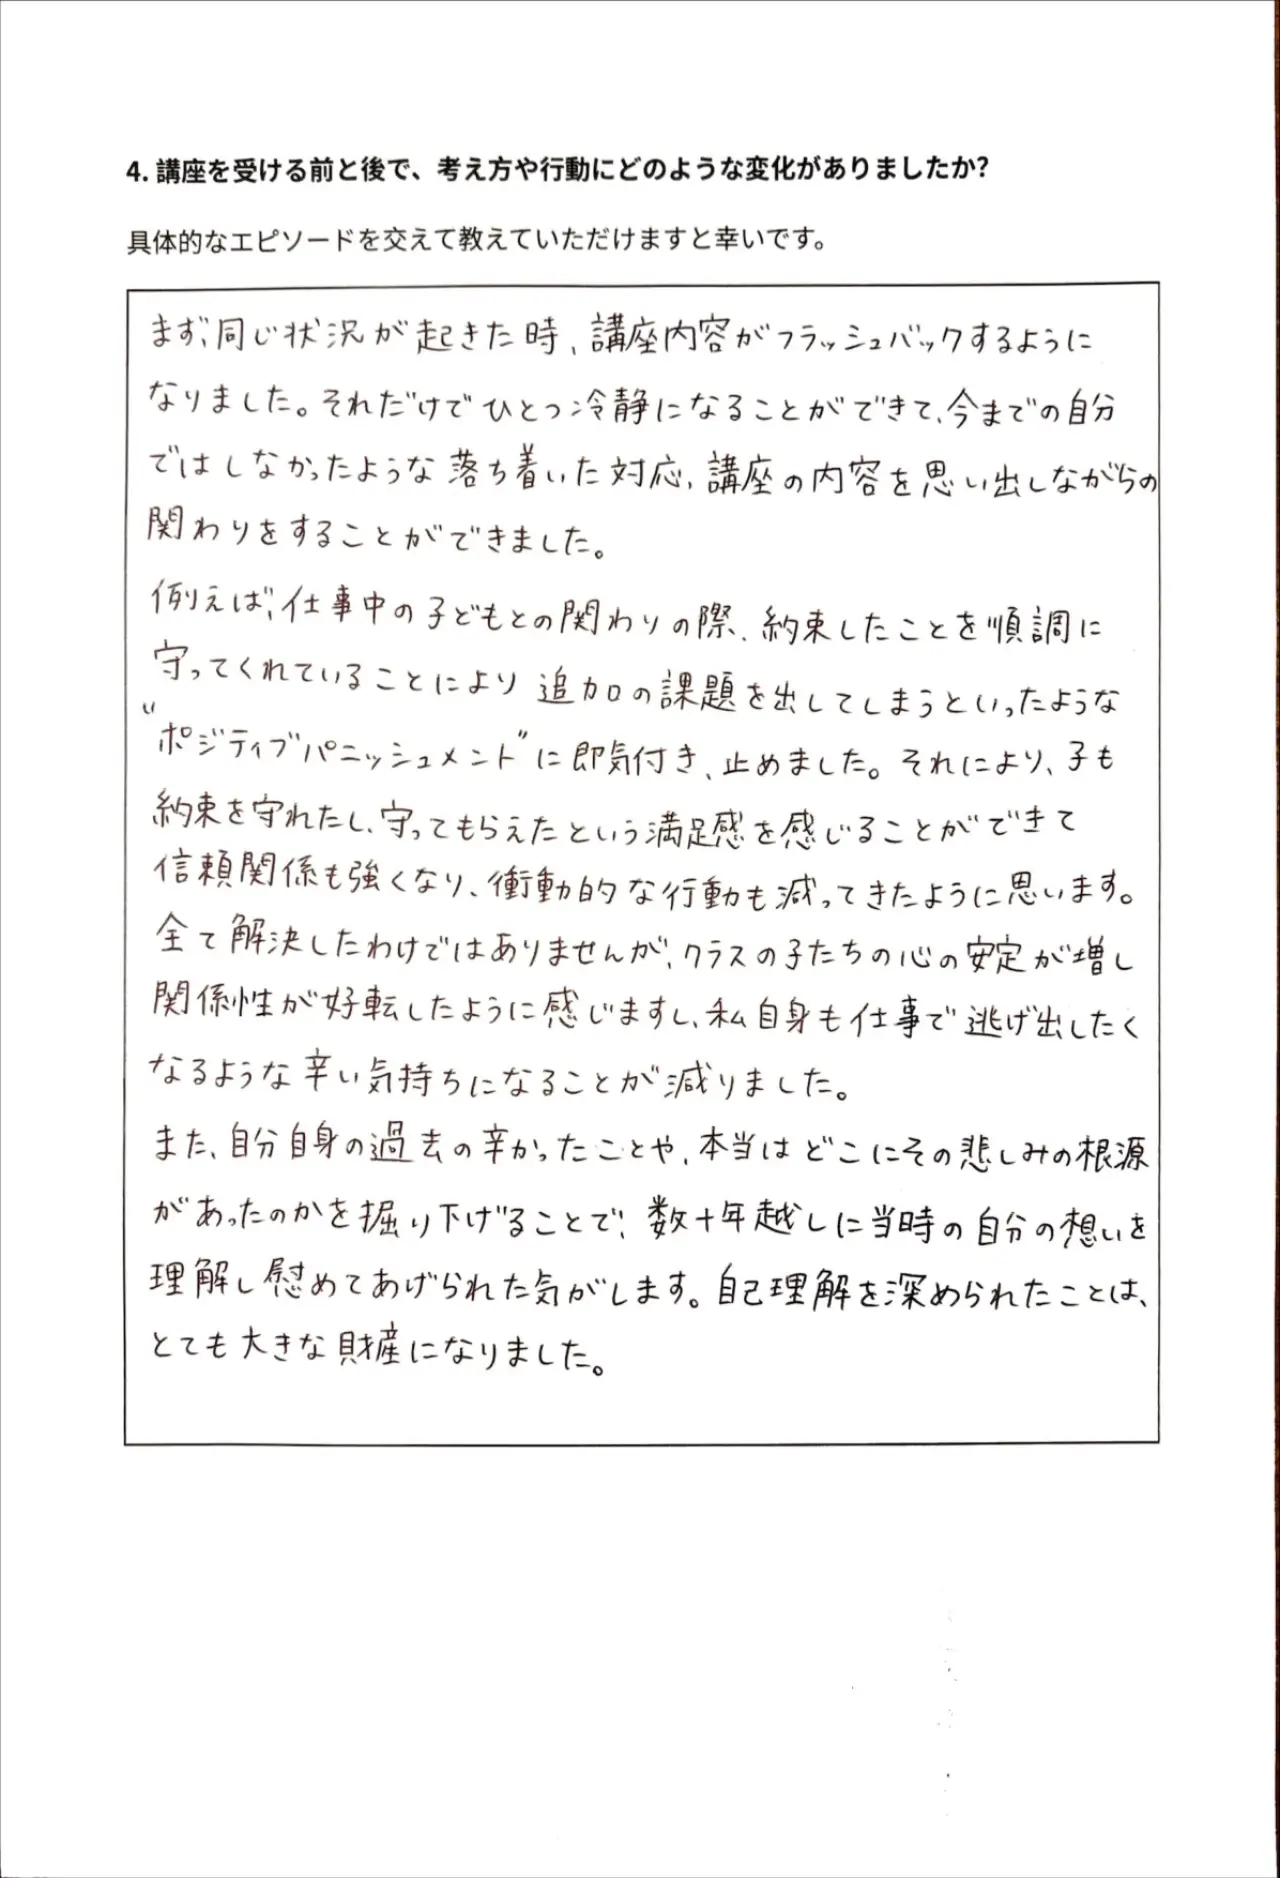 4. 講座を受ける前と後で、考え方や行動にどのような変化がありましたか?
具体的なエピソードを交えて教えていただけますと幸いです。
まず、同じ状況が起きた時、講座内容がフラッシュバックするように
なりました。それだけでひとつ冷静になることができて、今までの自分
ではしなかったような落ち着いた対応、講座の内容を思い出しながらの
関わりをすることができました。
例えば、仕事中の子どもとの関わりの際、約束したことを順調に
守ってくれていることにより追加の課題を出してしまうといったような
“ポジティブパニッシュメント”に即気付き、止めました。それにより、子も
約束を守れたし、守ってもらえたという満足感を感じることができて
信頼関係も強くなり、衝動的な行動も減ってきたように思います。
全て解決したわけではありませんが、クラスの子たちの心の安定が増し
関係性が好転したように感じますし、私自身も仕事で逃げ出したく
なるような辛い気持ちになることが減りました。
また、自分自身の過去の辛かったことや、本当はどこにその悲しみの根源
があったのかを掘り下げることで、数十年越しに当時の自分の想いを
理解し慰めてあげられた気がします。自己理解を深められたことは、
とても大きな財産になりました。